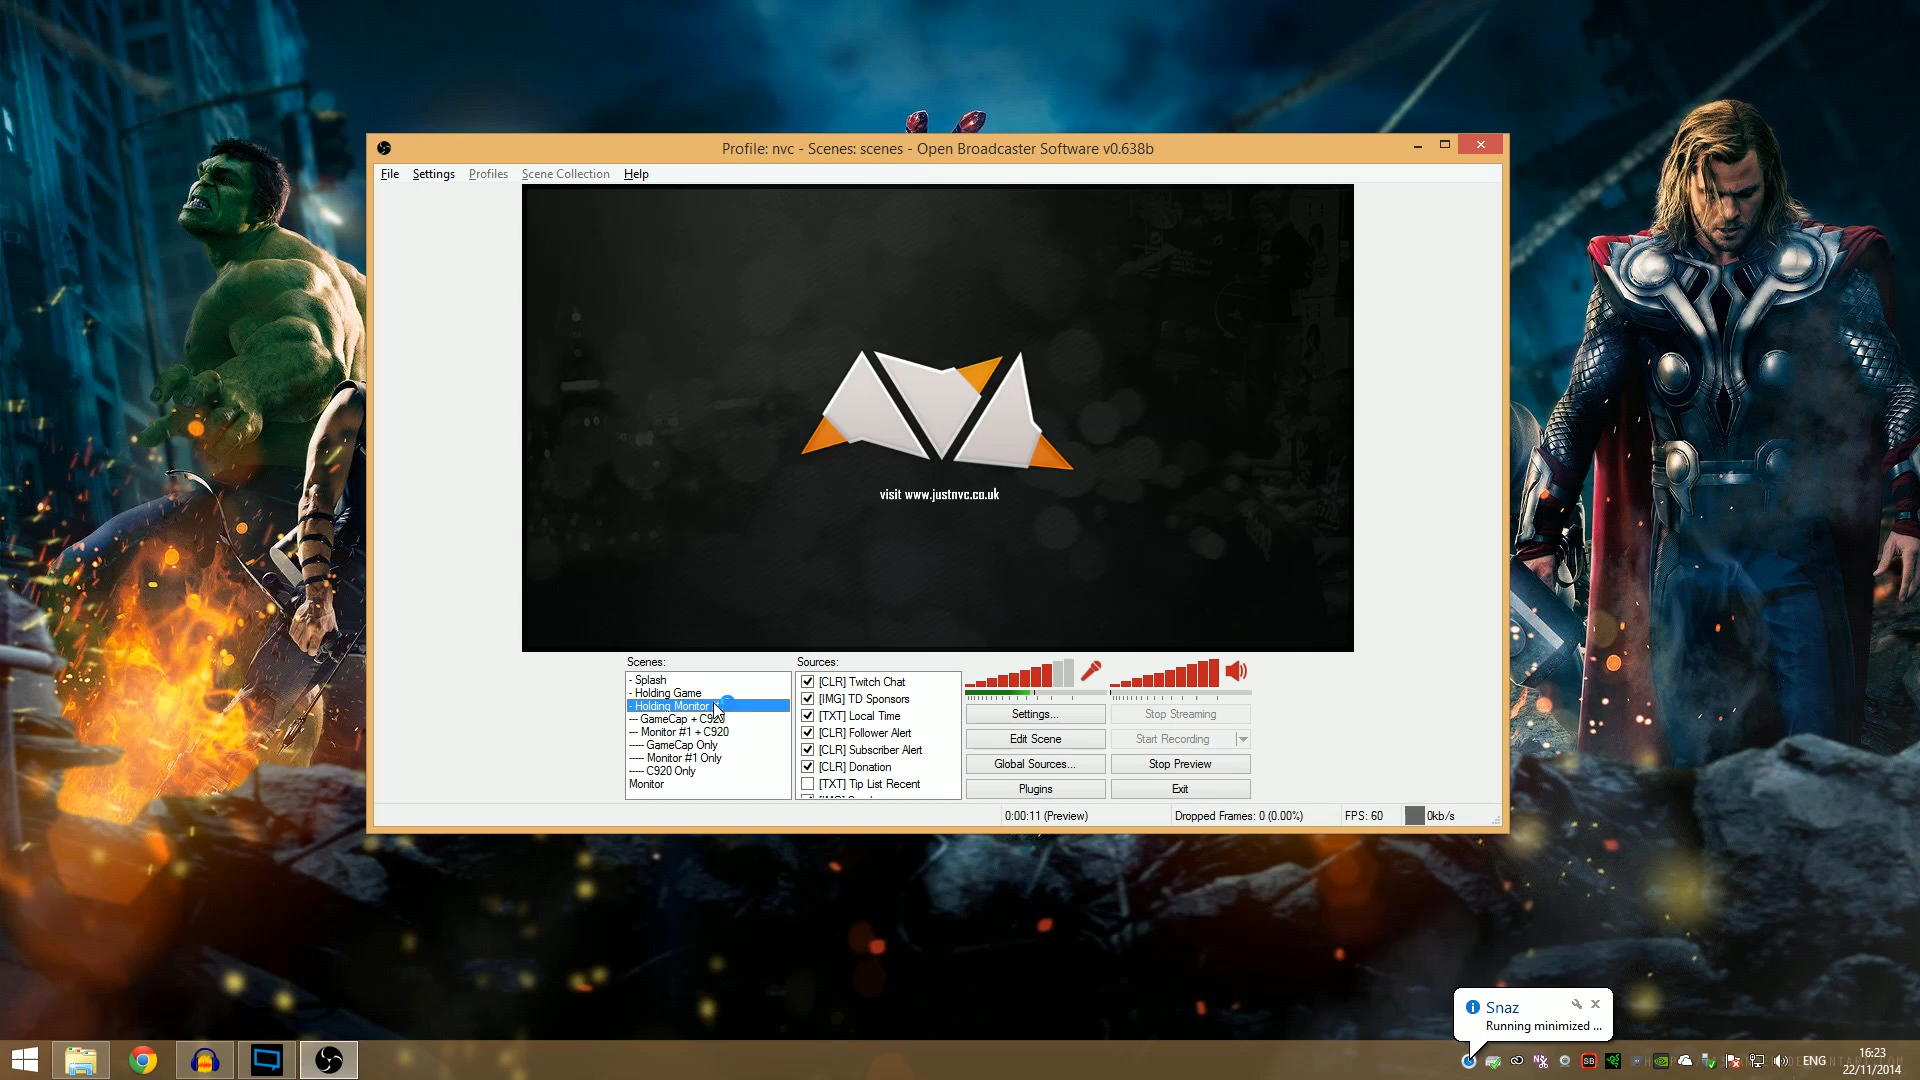 Profile: nvc - Scenes: scenes - Open Broadcaster Software v0.638b
File Settings Profiles Scene Collection Help
visit www.justnvc.co.uk
Scenes:
- Splash
- Holding Game
- Holding Monitor
--- GameCap + C920
--- Monitor #1 + C920
----- GameCap Only
----- Monitor #1 Only
----- C920 Only
Monitor
Sources:
[CLR] Twitch Chat
[IMG] TD Sponsors
[TXT] Local Time
[CLR] Follower Alert
[CLR] Subscriber Alert
[CLR] Donation
[TXT] Tip List Recent
Settings...
Stop Streaming
Edit Scene
Start Recording
Global Sources...
Stop Preview
Plugins
Exit
0:00:11 (Preview)
Dropped Frames: 0 (0.00%)
FPS: 60
0kb/s
Snaz
Running minimized ...
SB
ENG
16:23
22/11/2014